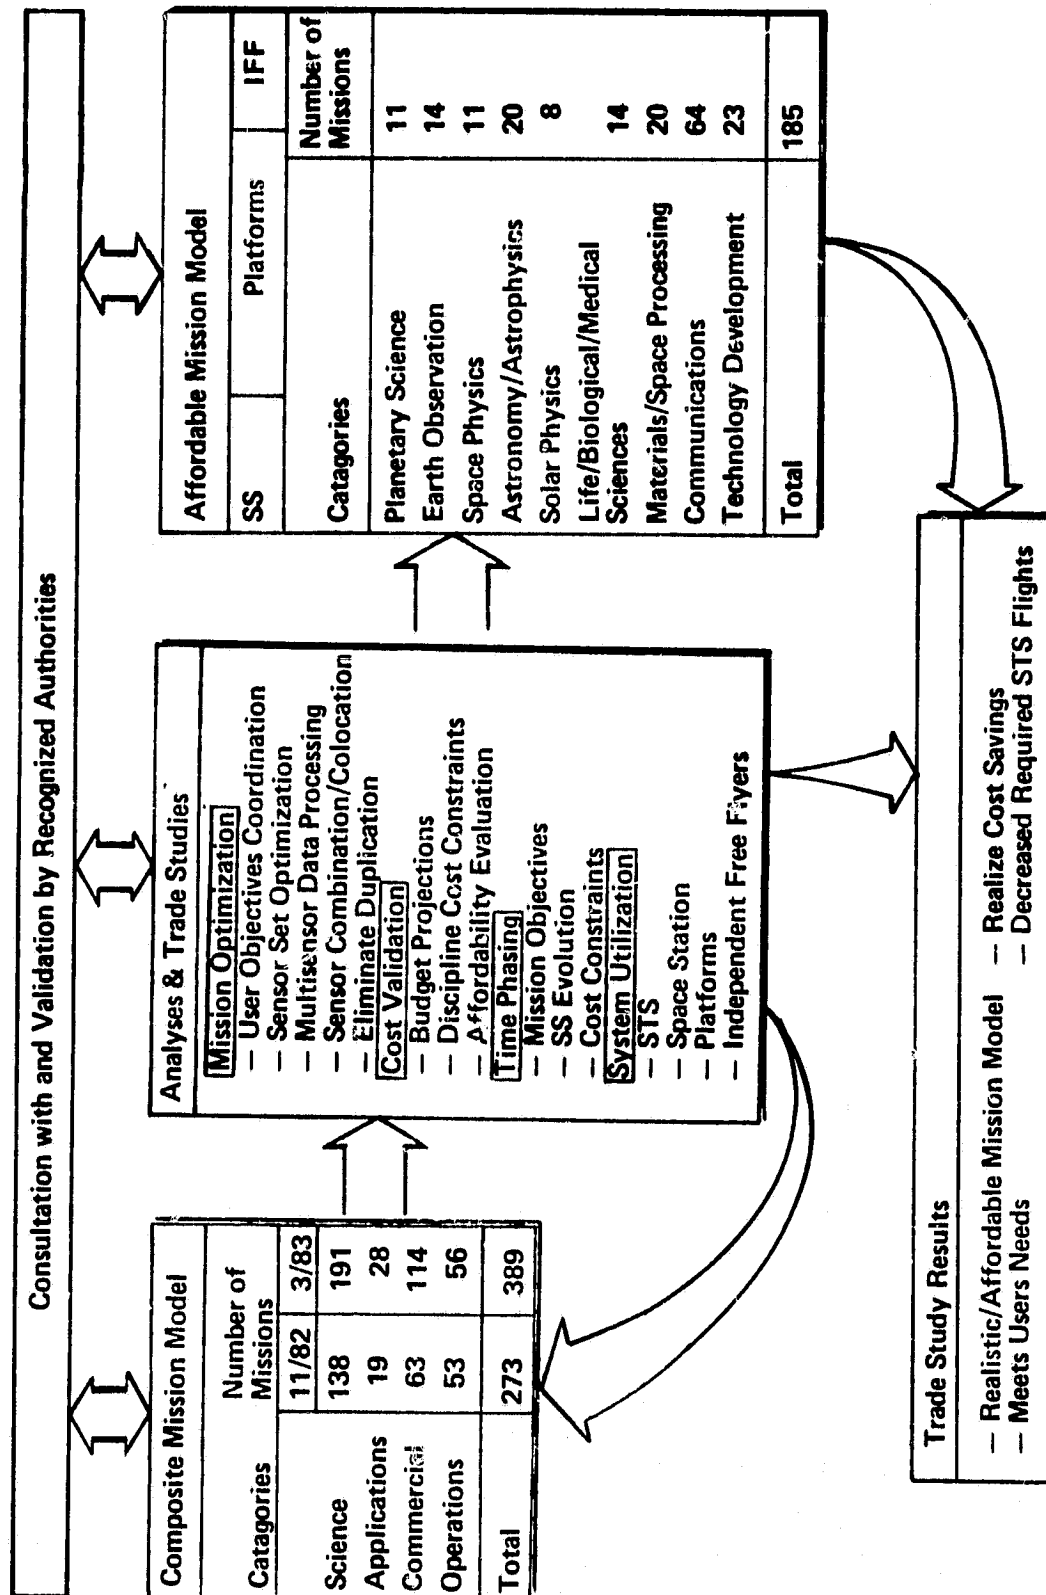 Consultation with and Validation by Recognized Authorities
Composite Mission Model
Catagories Number of
Missions
11/82 3/83
Science 138 191
Applications 19 28
Commercial 63 114
Operations 53 56
Total 273 389
Analyses & Trade Studies
Mission Optimization
– User Objectives Coordination
– Sensor Set Optimization
– Multisensor Data Processing
– Sensor Combination/Colocation
– Eliminate Duplication
Cost Validation
– Budget Projections
– Discipline Cost Constraints
– Affordability Evaluation
Time Phasing
– Mission Objectives
– SS Evolution
– Cost Constraints
System Utilization
– STS
– Space Station
– Platforms
– Independent Free Flyers
Affordable Mission Model
SS Platforms IFF
Catagories Number of
Missions
Planetary Science 11
Earth Observation 14
Space Physics 11
Astronomy/Astrophysics 20
Solar Physics 8
Life/Biological/Medical
Sciences 14
Materials/Space Processing 20
Communications 64
Technology Development 23
Total 185
Trade Study Results
– Realistic/Affordable Mission Model – Realize Cost Savings
– Meets Users Needs – Decreased Required STS Flights